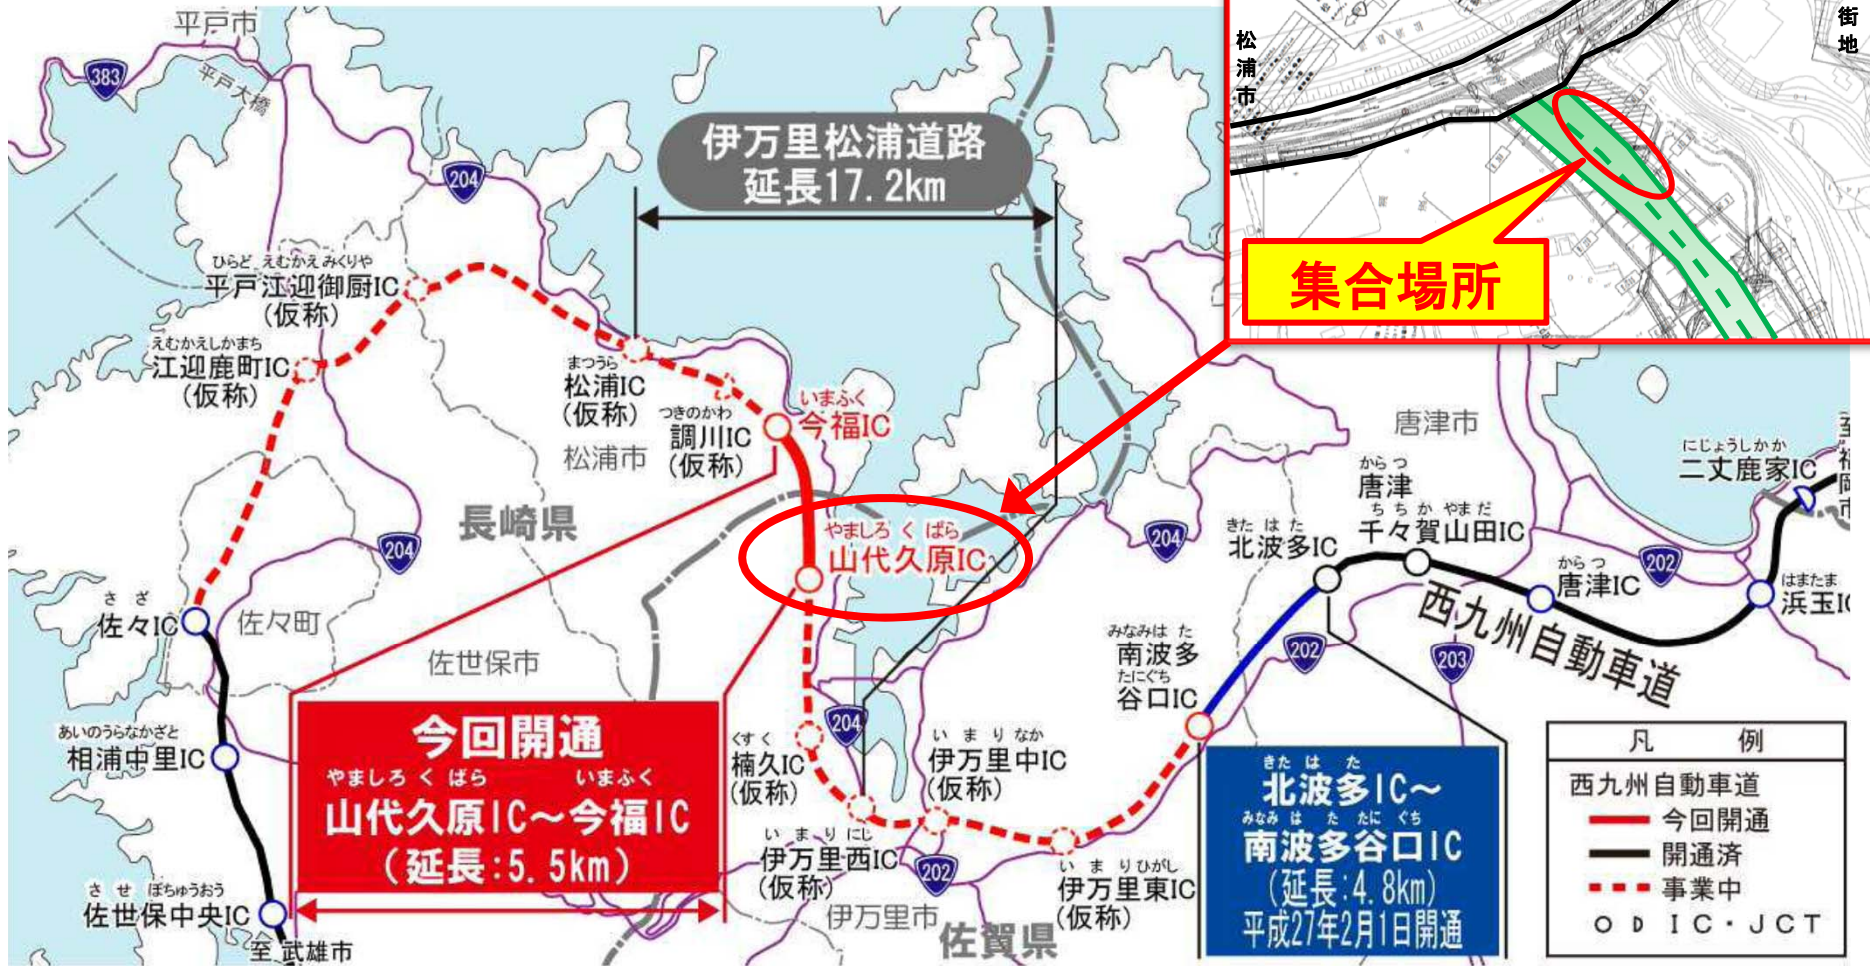 平戸市
平戸大橋
383
204
伊万里松浦道路
延長17.2km
松浦市
街地
集合場所
ひらど えむかえ みくりや
平戸江迎御厨IC
(仮称)
えむかえしかまち
江迎鹿町IC
(仮称)
まつうら
松浦IC
(仮称)
松浦市
つきのかわ
調川IC
(仮称)
いまふく
今福IC
長崎県
204
やましろ く ばら
山代久原IC
204
唐津市
にじょうしかか
二丈鹿家IC
至 福岡市
からつ
唐津
ちちか やまだ
千々賀山田IC
きた は た
北波多IC
からつ
唐津IC
202
はまたま
浜玉IC
西九州自動車道
さ ざ
佐々IC
佐々町
佐世保市
みなみは た
南波多
たにぐち
谷口IC
202
203
あいのうらなかざと
相浦中里IC
今回開通
やましろ く ばら いまふく
山代久原IC～今福IC
(延長:5.5km)
204
くすく
楠久IC
(仮称)
い ま り なか
伊万里中IC
(仮称)
い ま り にし
伊万里西IC
(仮称)
202
い ま り ひがし
伊万里東IC
(仮称)
伊万里市
佐賀県
さ せ ぼちゅうおう
佐世保中央IC
至 武雄市
きた は た
北波多IC～
みなみ は た たに ぐち
南波多谷口IC
(延長:4.8km)
平成27年2月1日開通
凡 例
西九州自動車道
今回開通
開通済
事業中
IC・JCT